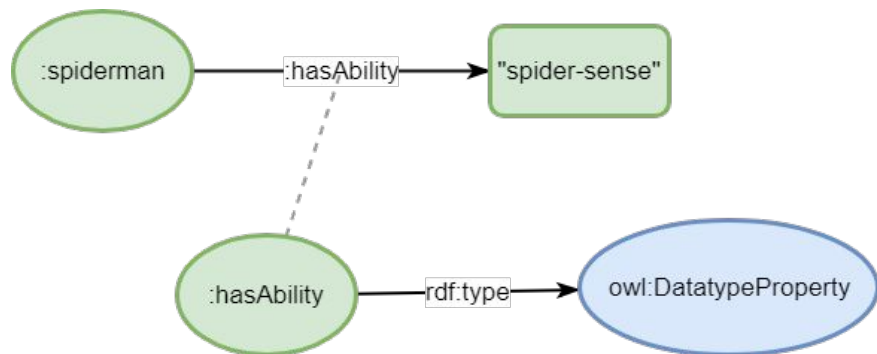 :spiderman
:hasAbility
"spider-sense"
:hasAbility
rdf:type
owl:DatatypeProperty